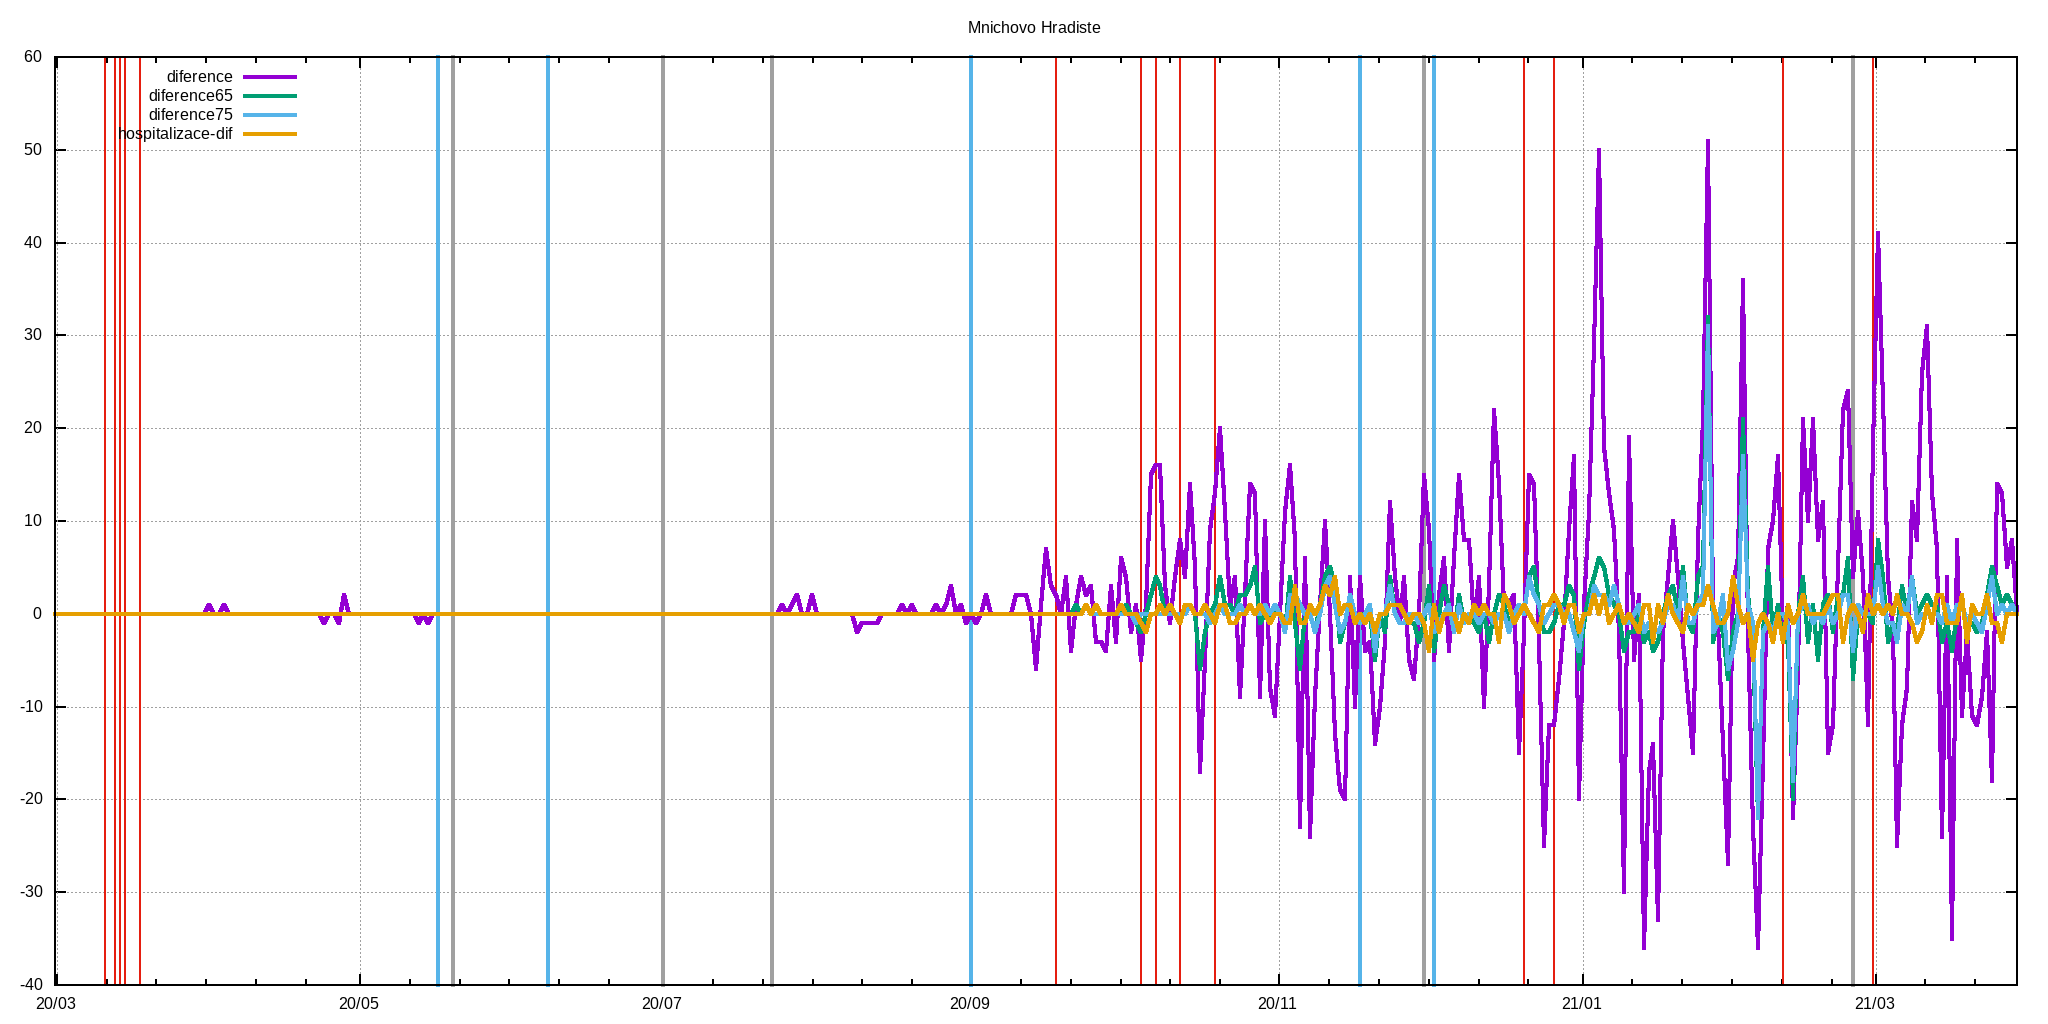 Mnichovo Hradiste
60
50
40
30
20
10
0
-10
-20
-30
-40
diference
diference65
diference75
hospitalizace-dif
20/03 20/05 20/07 20/09 20/11 21/01 21/03